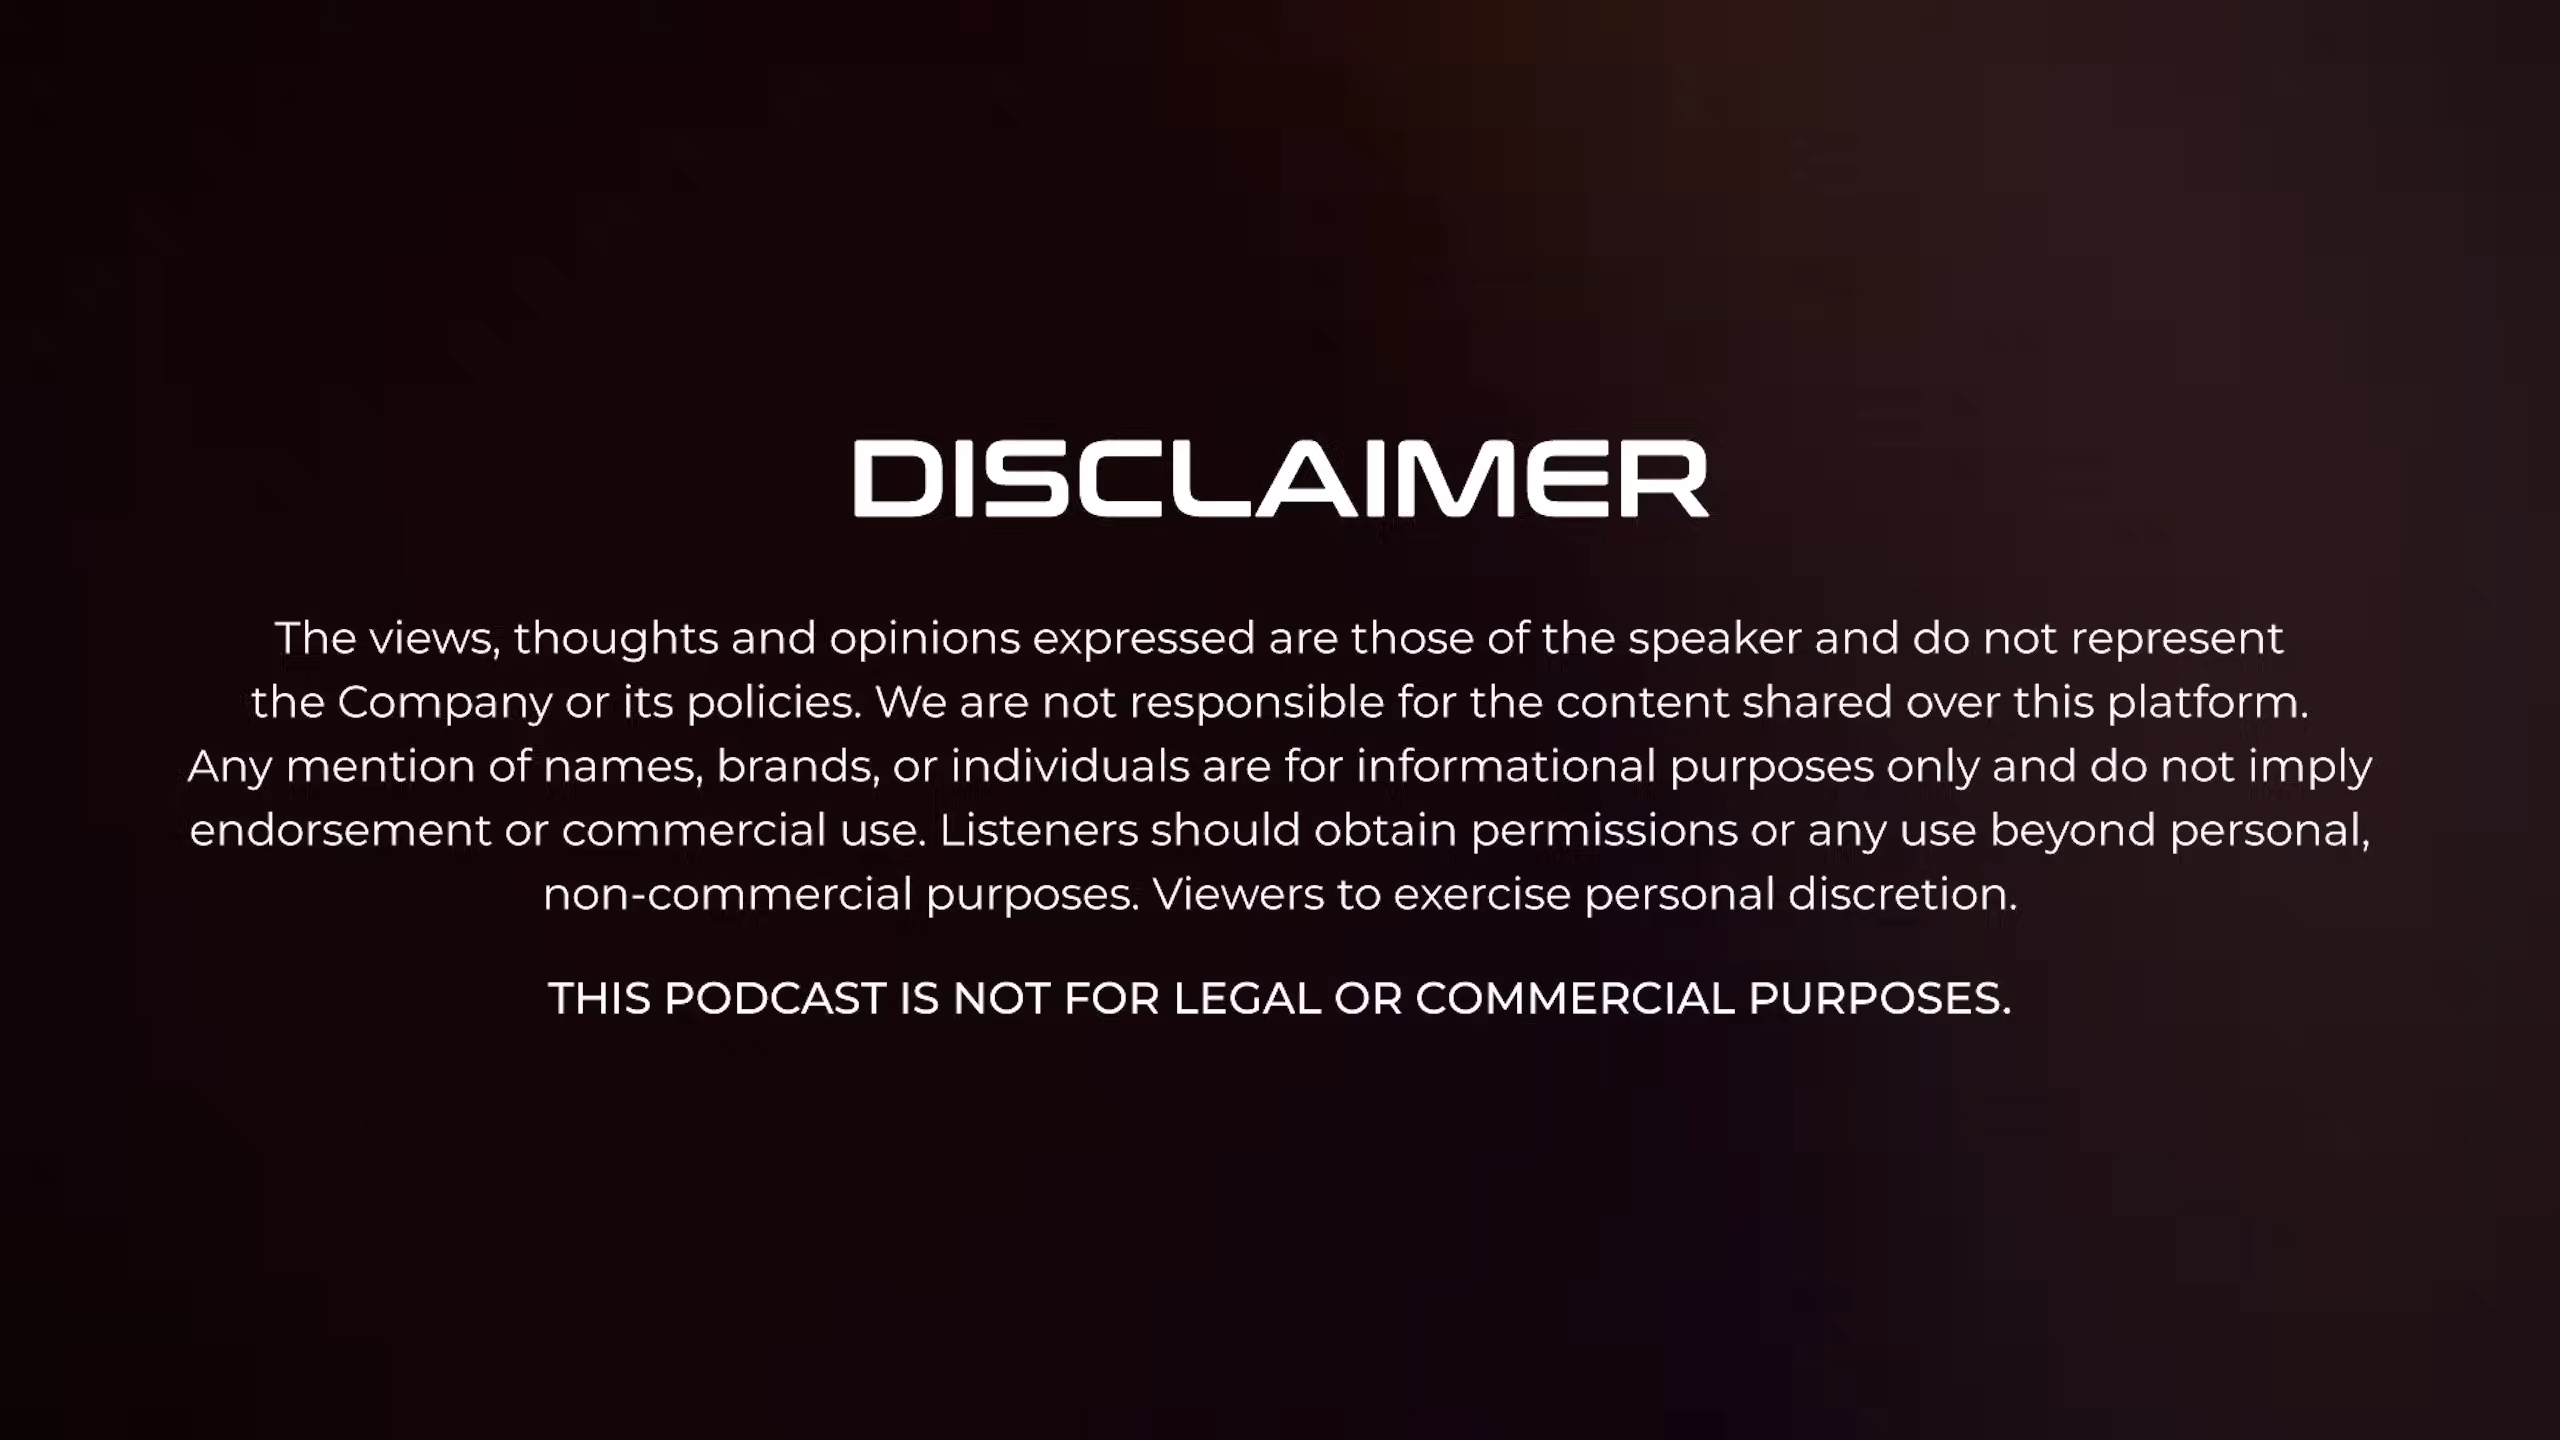 DISCLAIMER
The views, thoughts and opinions expressed are those of the speaker and do not represent
the Company or its policies. We are not responsible for the content shared over this platform.
Any mention of names, brands, or individuals are for informational purposes only and do not imply
endorsement or commercial use. Listeners should obtain permissions or any use beyond personal,
non-commercial purposes. Viewers to exercise personal discretion.
THIS PODCAST IS NOT FOR LEGAL OR COMMERCIAL PURPOSES.